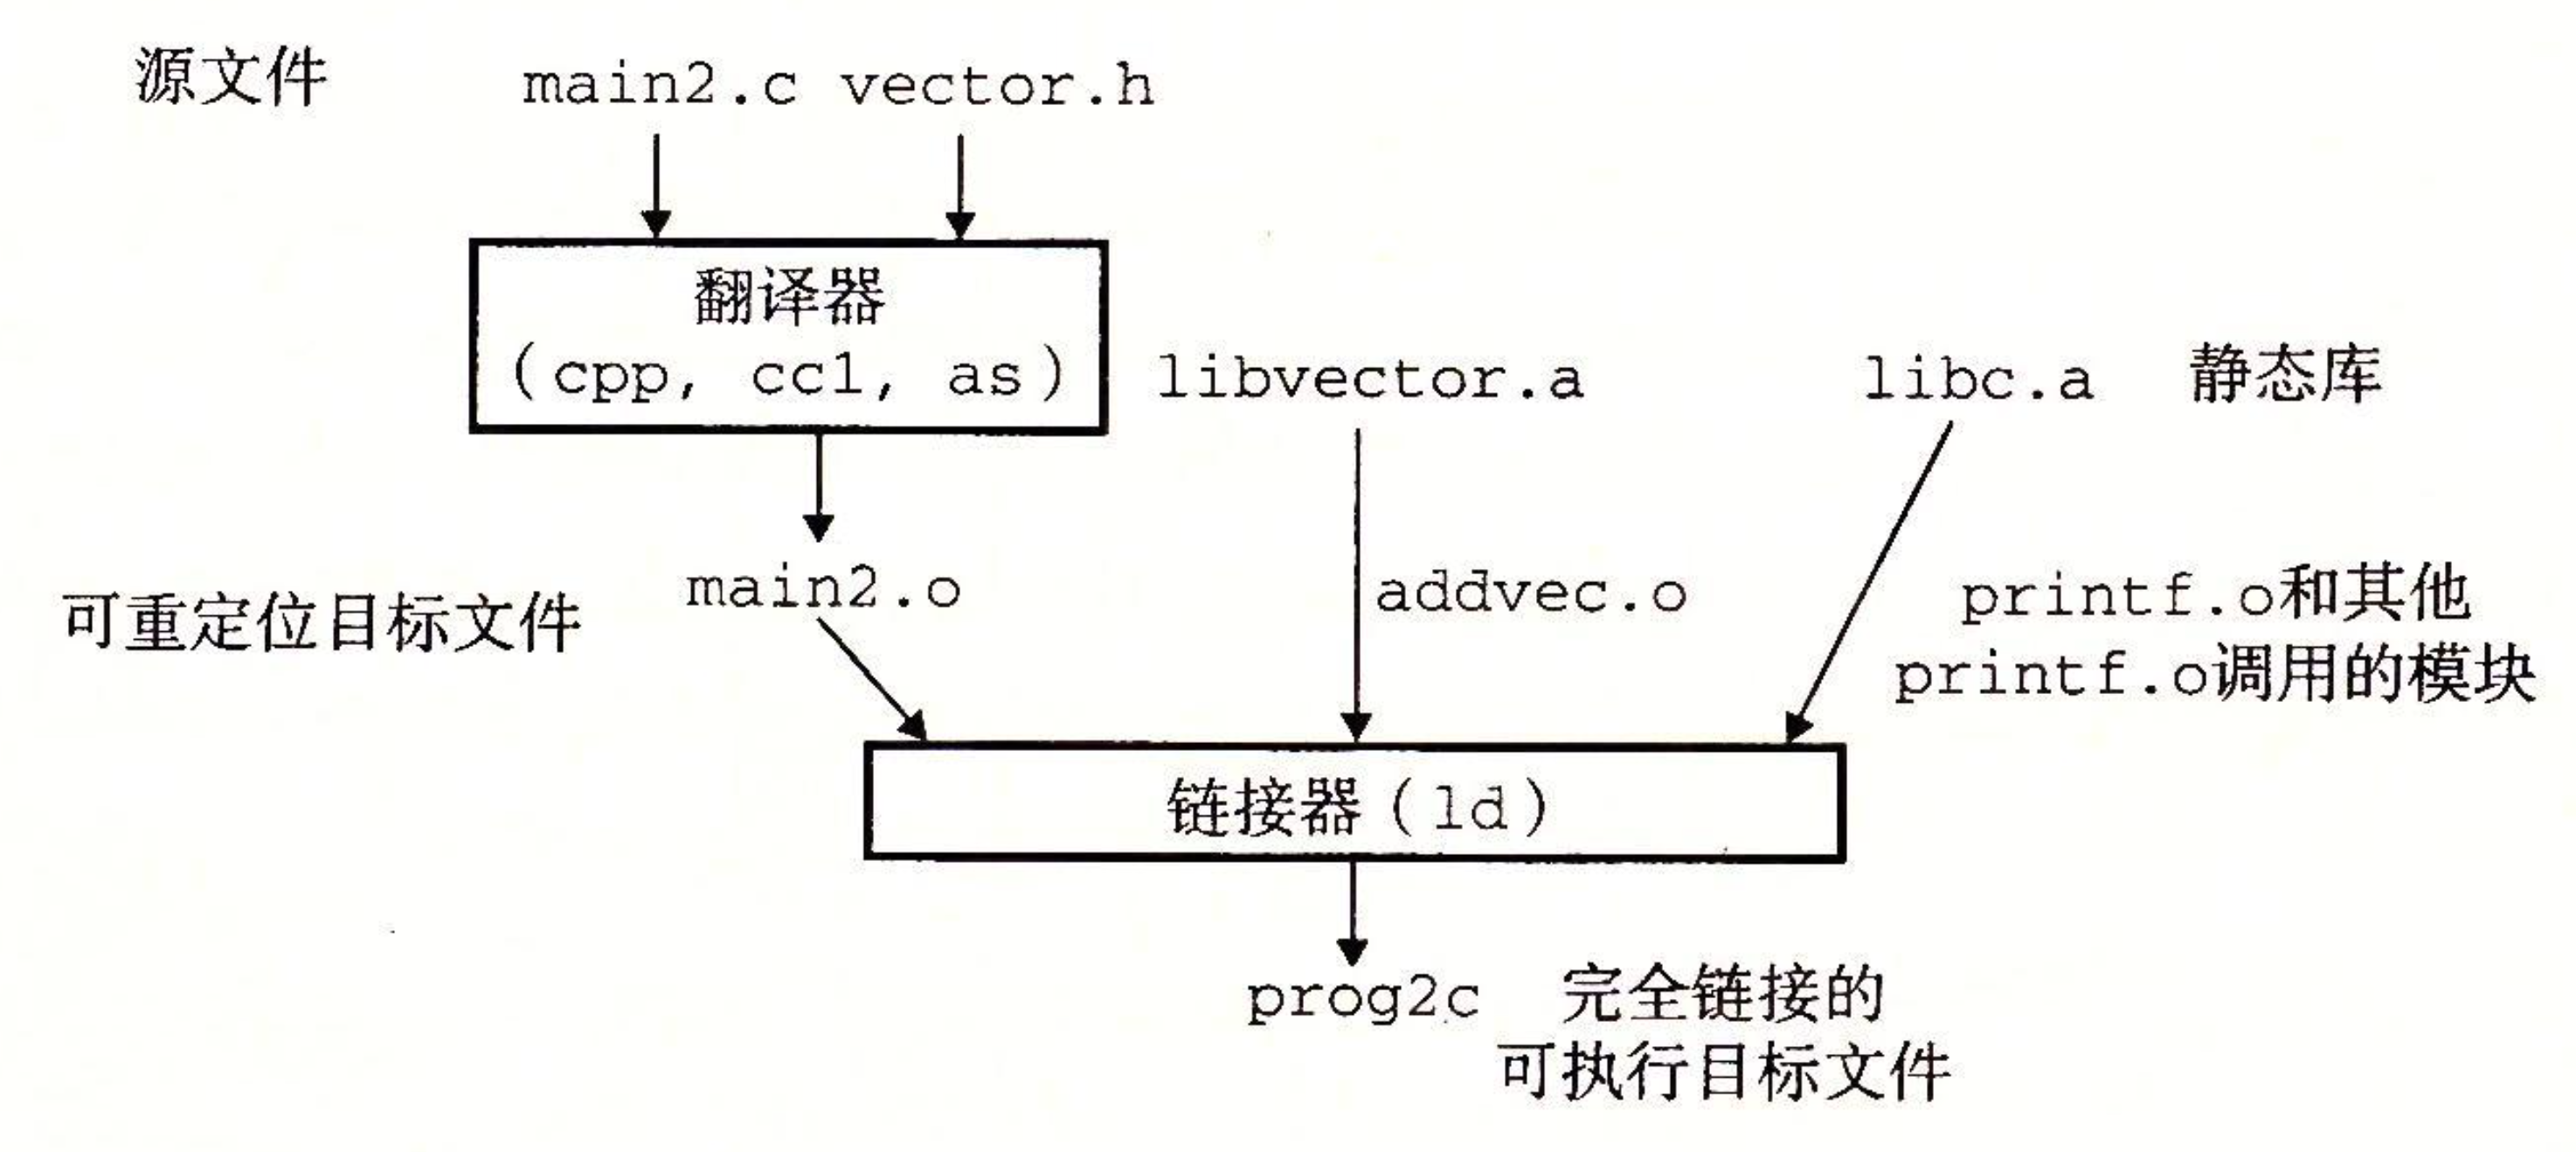 源文件
main2.c vector.h
翻译器
(cpp, cc1, as)
libvector.a
libc.a
静态库
可重定位目标文件
main2.o
addvec.o
printf.o和其他
printf.o调用的模块
链接器(ld)
prog2c
完全链接的
可执行目标文件